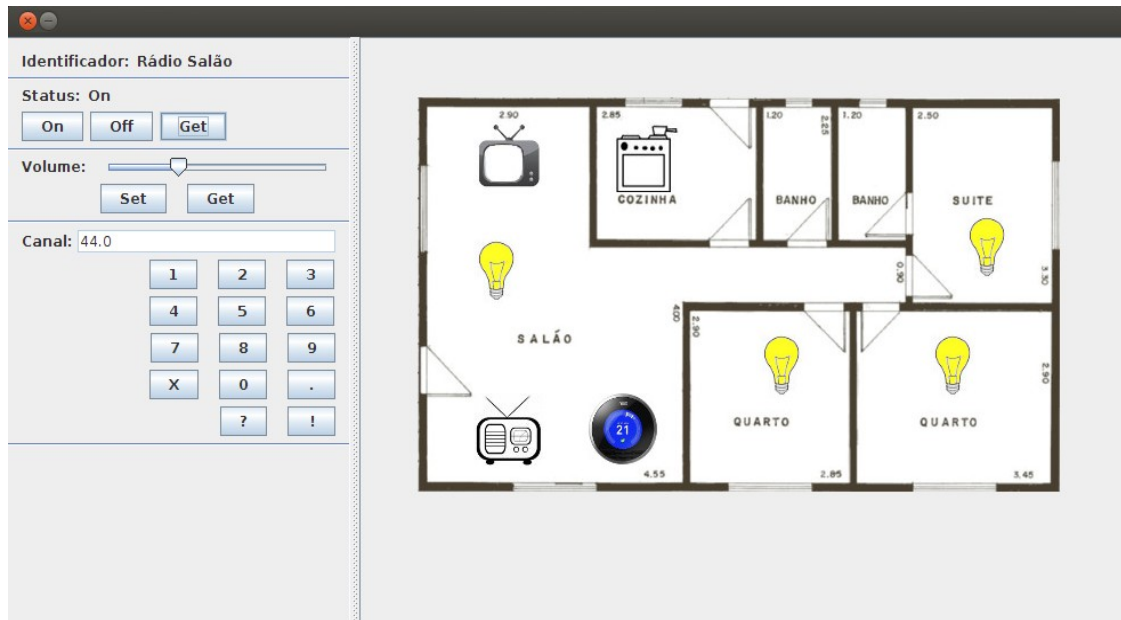 Identificador: Rádio Salão
Status: On
On Off Get
Volume:
Set Get
Canal: 44.0
1 2 3
4 5 6
7 8 9
X 0 .
? !
2.90 2.85 1.20 2.25 1.20 2.50
COZINHA BANHO BANHO SUITE
0.90 3.30
SALÃO 4.00 2.90 2.90
21
QUARTO QUARTO
4.55 2.85 3.45